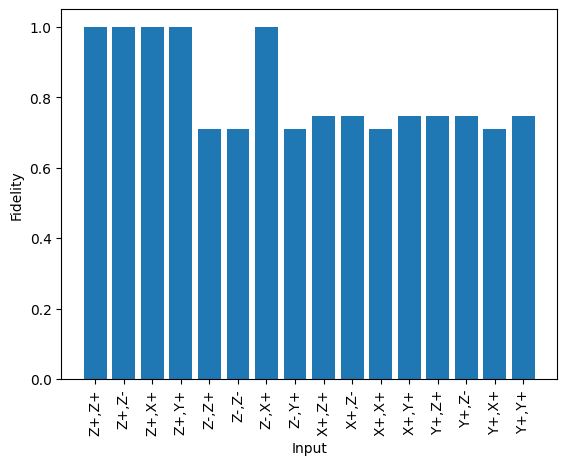 1.0
0.8
0.6
0.4
0.2
0.0
Fidelity
Z+,Z+
Z+,Z-
Z+,X+
Z+,Y+
Z-,Z+
Z-,Z-
Z-,X+
Z-,Y+
X+,Z+
X+,Z-
X+,X+
X+,Y+
Y+,Z+
Y+,Z-
Y+,X+
Y+,Y+
Input